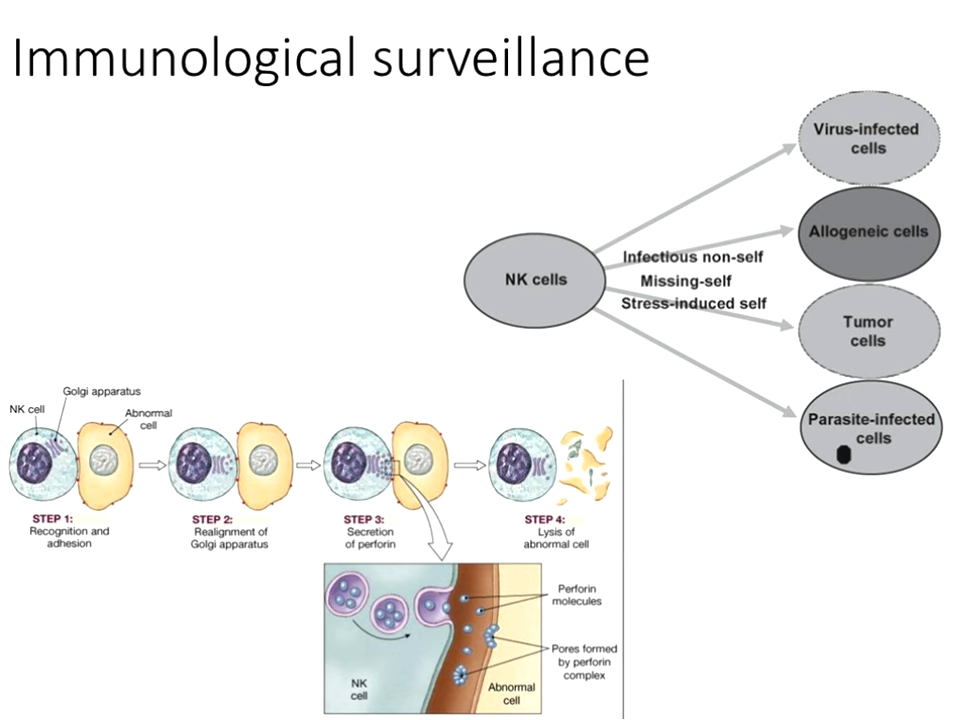 Immunological surveillance
Virus-infected
cells
Allogeneic cells
NK cells
Infectious non-self
Missing-self
Stress-induced self
Tumor
cells
Parasite-infected
cells
Golgi apparatus
NK cell
Abnormal
cell
STEP 1:
Recognition and
adhesion
STEP 2:
Realignment of
Golgi apparatus
STEP 3:
Secretion
of perforin
STEP 4:
Lysis of
abnormal cell
Perforin
molecules
Pores formed
by perforin
complex
NK
cell
Abnormal
cell